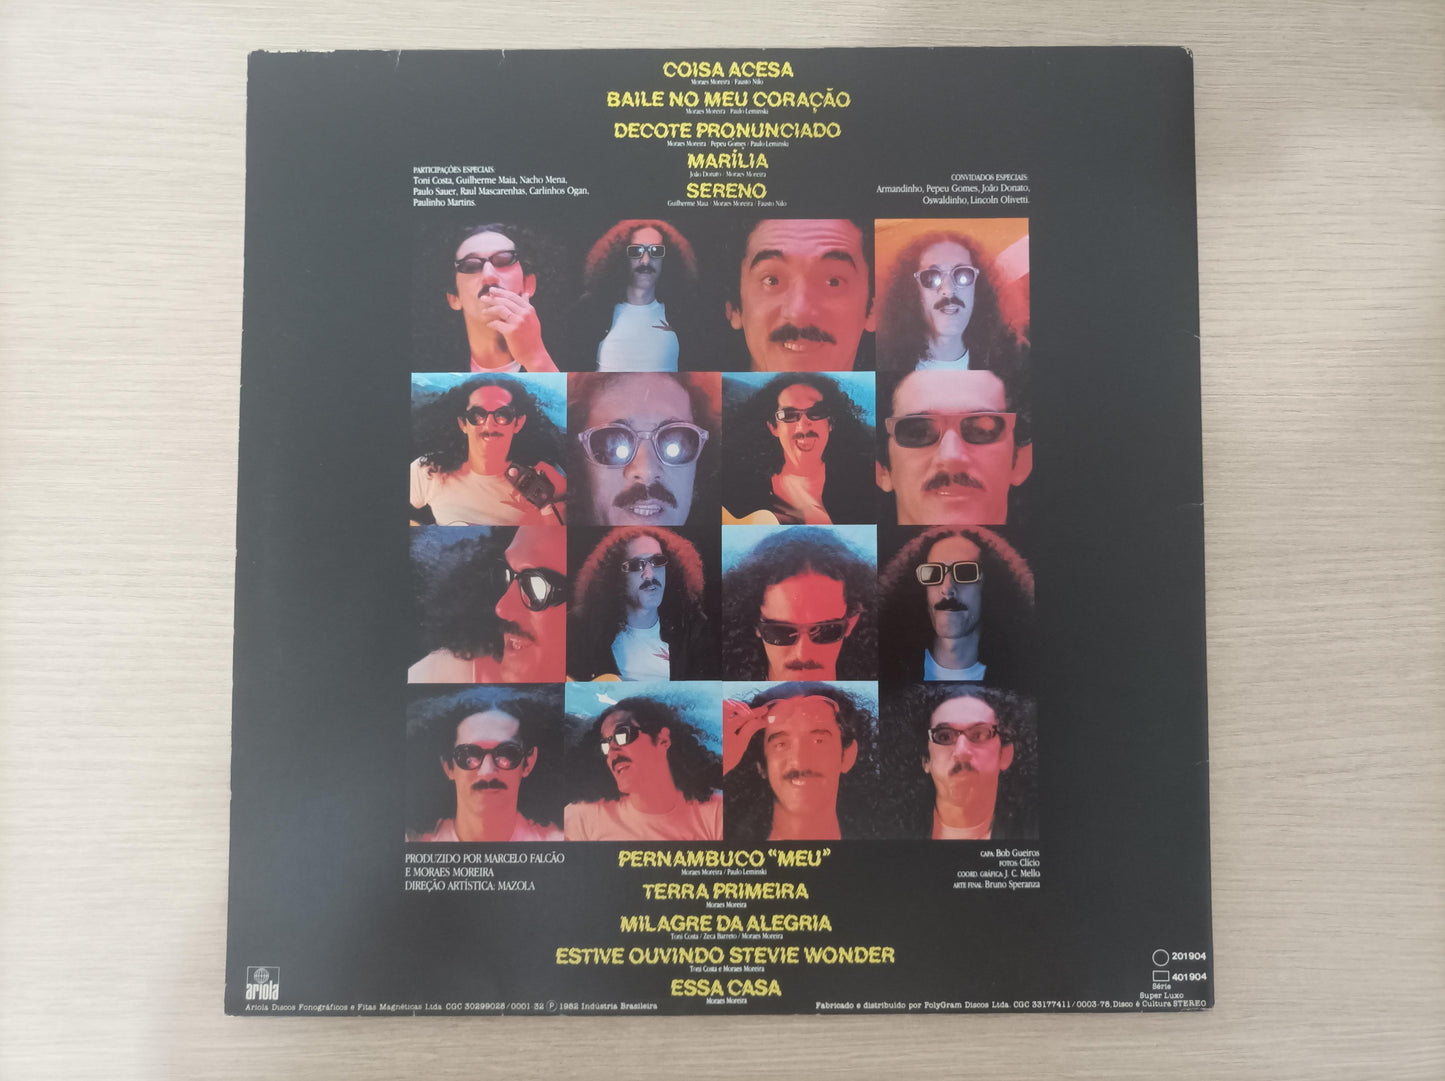 COISA ACESA
Moraes Moreira · Fausto Nilo
BAILE NO MEU CORAÇÃO
Moraes Moreira · Paulo Leminski
DECOTE PRONUNCIADO
Moraes Moreira · Pepeu Gomes · Paulo Leminski
MARÍLIA
João Donato / Moraes Moreira
SERENO
Guilherme Maia / Moraes Moreira / Fausto Nilo
PARTICIPAÇÕES ESPECIAIS:
Toni Costa, Guilherme Maia, Nacho Mena,
Paulo Sauer, Raul Mascarenhas, Carlinhos Ogan,
Paulinho Martins.
CONVIDADOS ESPECIAIS:
Armandinho, Pepeu Gomes, João Donato,
Oswaldinho, Lincoln Olivetti.
PRODUZIDO POR MARCELO FALCÃO
E MORAES MOREIRA
DIREÇÃO ARTÍSTICA: MAZOLA
PERNAMBUCO "MEU"
Moraes Moreira / Paulo Leminski
TERRA PRIMEIRA
Moraes Moreira
MILAGRE DA ALEGRIA
Toni Costa / Zeca Barreto / Moraes Moreira
ESTIVE OUVINDO STEVIE WONDER
Toni Costa e Moraes Moreira
ESSA CASA
Moraes Moreira
CAPA: Bob Gueiros
FOTOS: Clício
COORD. GRÁFICA: J. C. Mello
ARTE FINAL: Bruno Speranza
201904
401904
Série
Super Luxo
ariola
Ariola Discos Fonográficos e Fitas Magnéticas Ltda CGC 30299028/0001-32 Ⓟ 1982 Indústria Brasileira
Fabricado e distribuído por PolyGram Discos Ltda. CGC 33177411/0003-78. Disco é Cultura STEREO